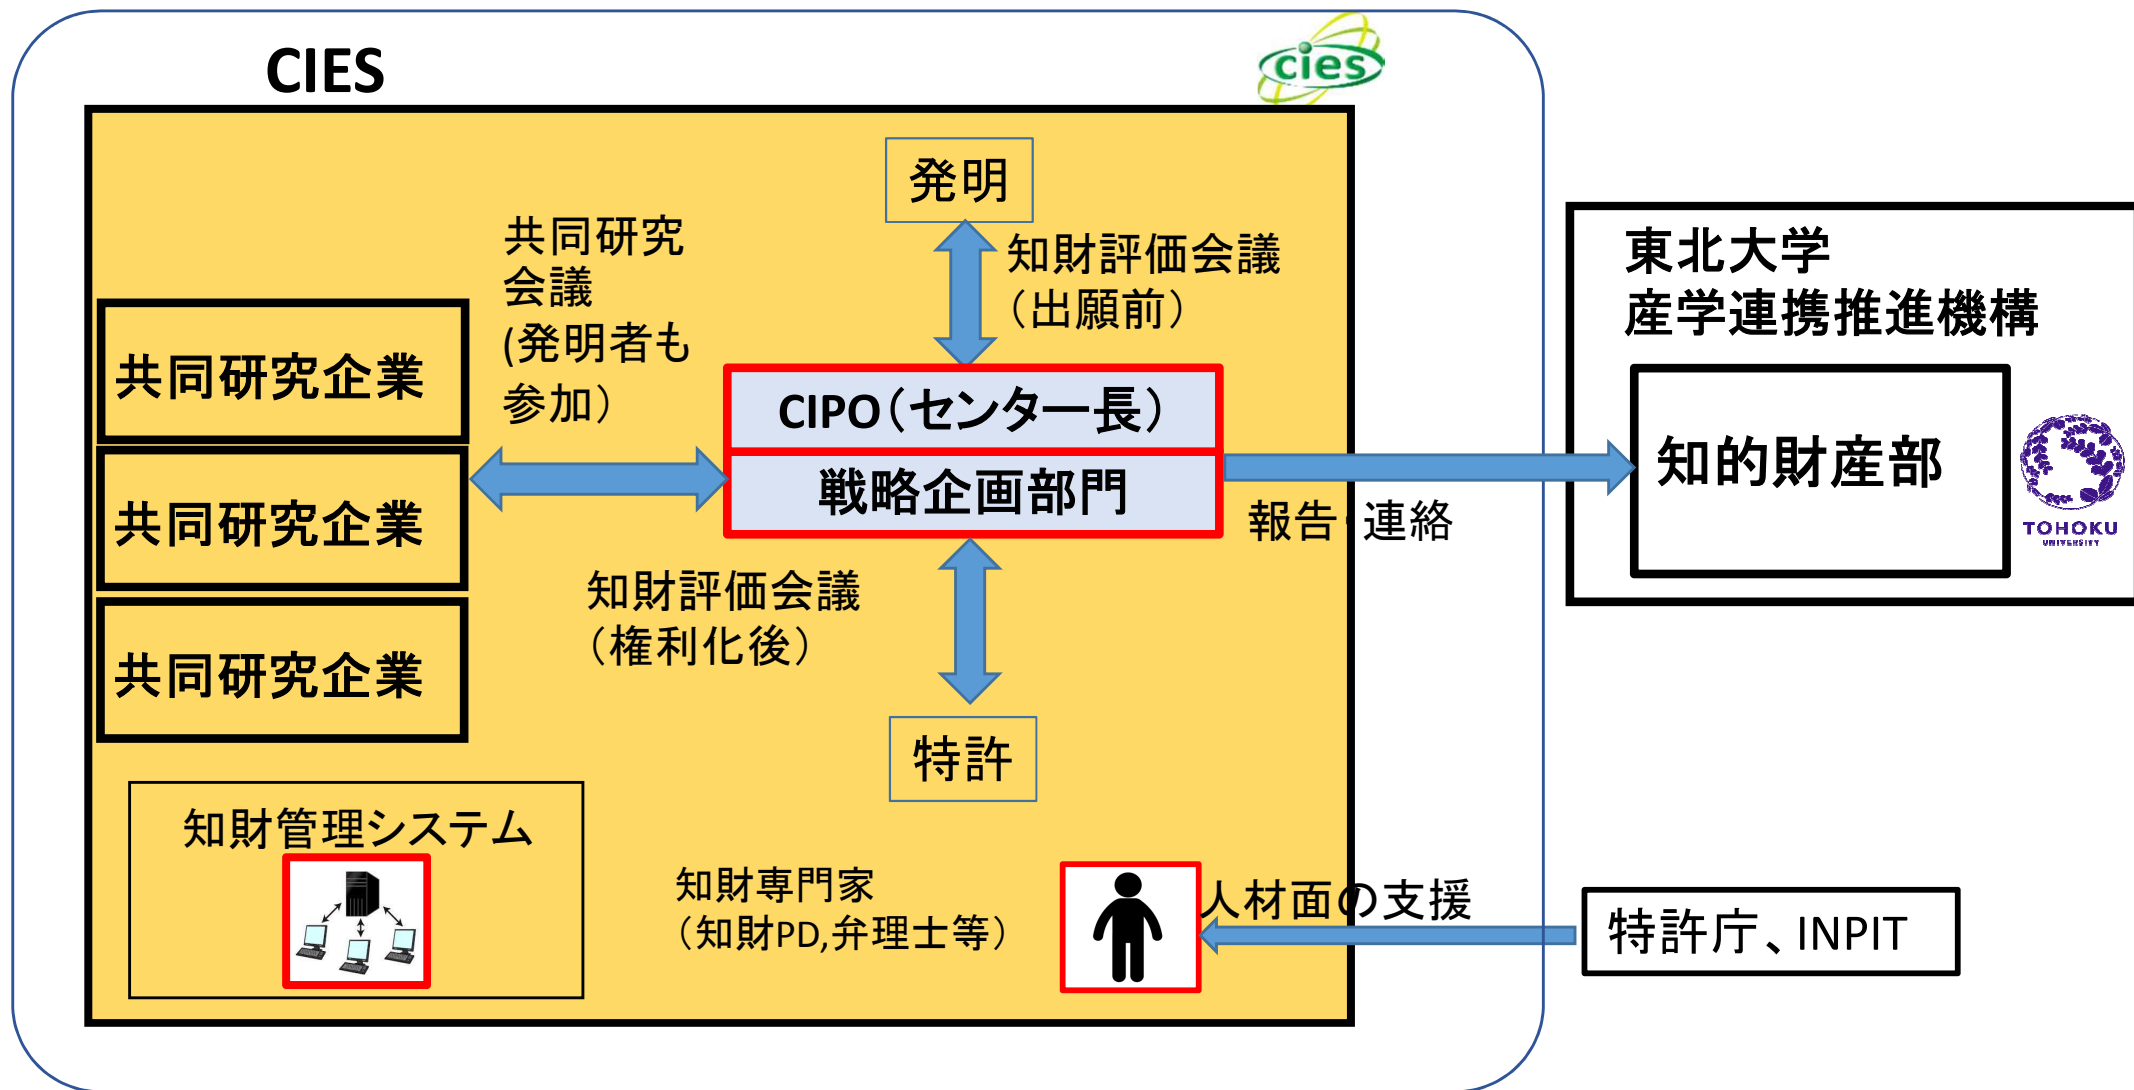 CIES
cies
発明
共同研究
会議
(発明者も
参加）
知財評価会議
（出願前）
共同研究企業
共同研究企業
共同研究企業
CIPO（センター長）
戦略企画部門
報告・連絡
東北大学
産学連携推進機構
知的財産部
TOHOKU
UNIVERSITY
知財評価会議
（権利化後）
特許
知財管理システム
知財専門家
（知財PD,弁理士等）
人材面の支援
特許庁、INPIT